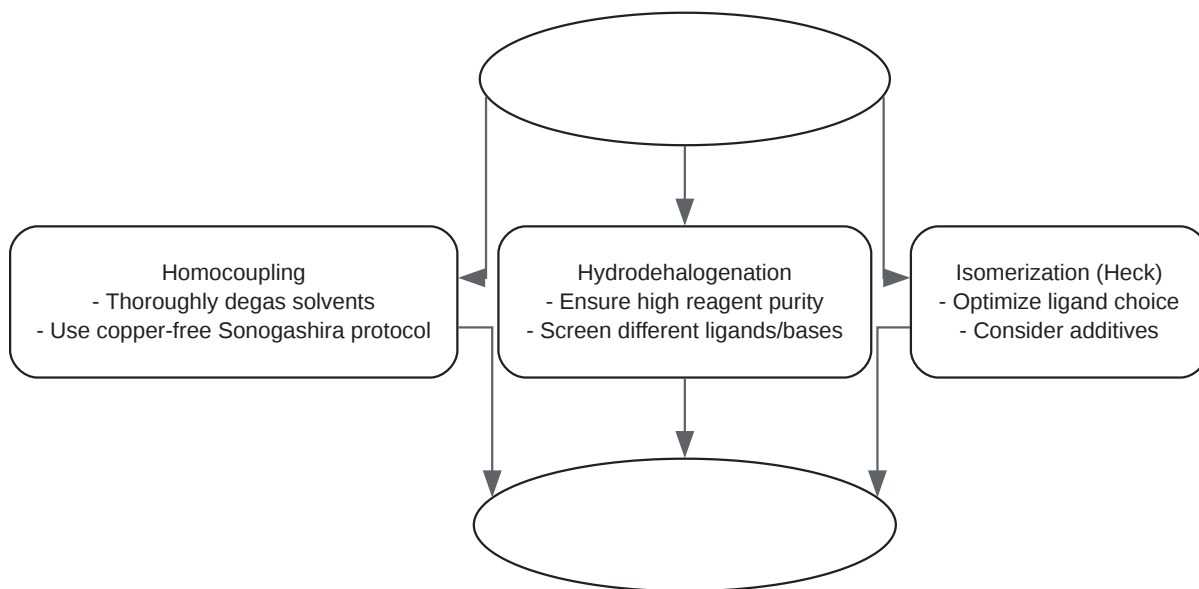 Homocoupling
- Thoroughly degas solvents
- Use copper-free Sonogashira protocol
Hydrodehalogenation
- Ensure high reagent purity
- Screen different ligands/bases
Isomerization (Heck)
- Optimize ligand choice
- Consider additives